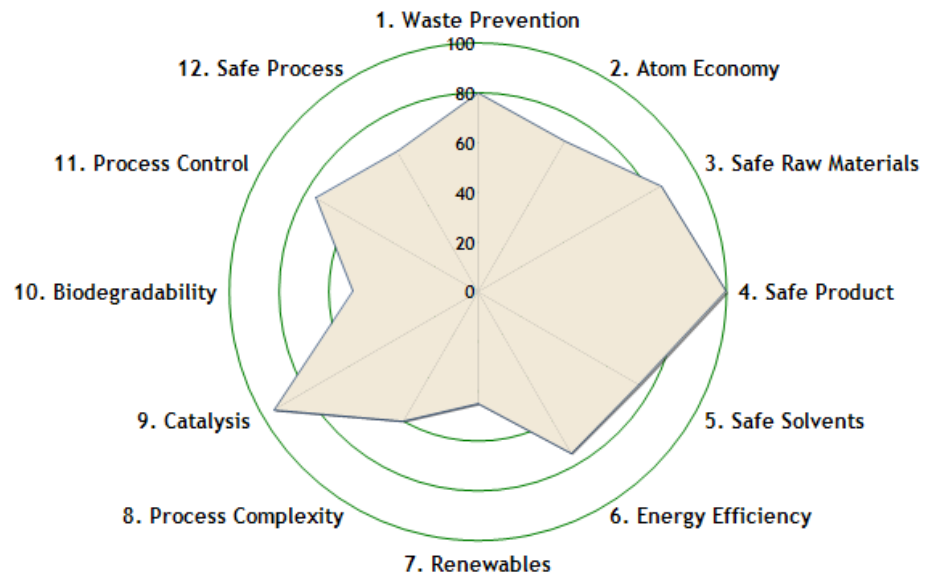 1. Waste Prevention
100
12. Safe Process
2. Atom Economy
80
60
11. Process Control
3. Safe Raw Materials
40
20
10. Biodegradability
0
4. Safe Product
9. Catalysis
5. Safe Solvents
8. Process Complexity
6. Energy Efficiency
7. Renewables